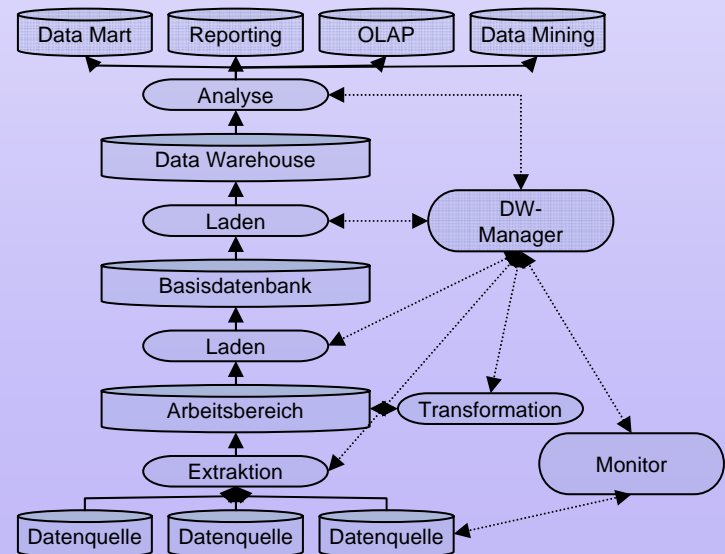 Data Mart
Reporting
OLAP
Data Mining
Analyse
Data Warehouse
Laden
DW-
Manager
Basisdatenbank
Laden
Arbeitsbereich
Transformation
Extraktion
Monitor
Datenquelle
Datenquelle
Datenquelle